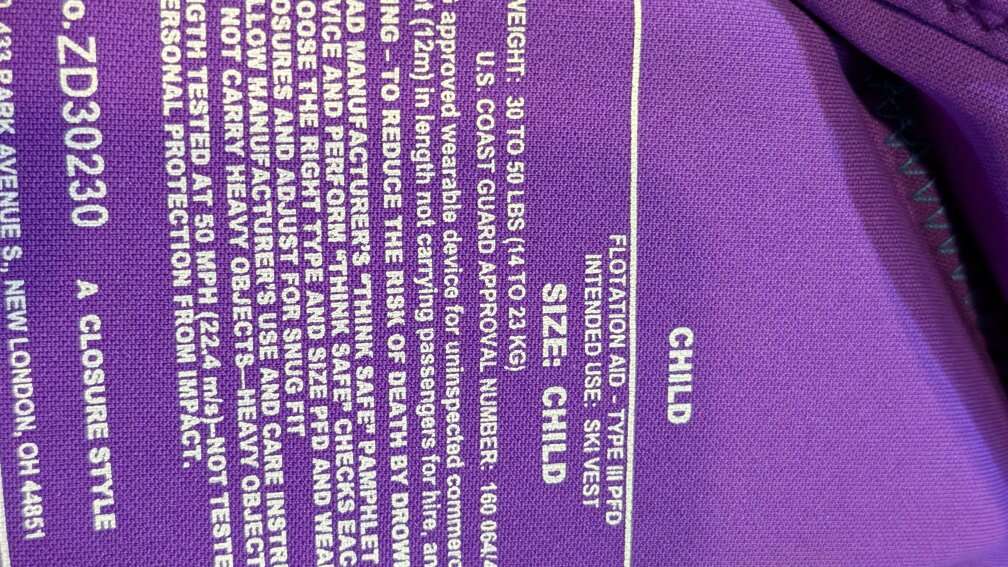 CHILD
FLOTATION AID - TYPE III PFD
INTENDED USE: SKI VEST
SIZE: CHILD
WEIGHT: 30 TO 50 LBS (14 TO 23 KG)
U.S. COAST GUARD APPROVAL NUMBER: 160 064/4
approved wearable device for uninspected commerc
t (12m) in length not carrying passengers for hire, an
ING - TO REDUCE THE RISK OF DEATH BY DROWN
AD MANUFACTURER'S "THINK SAFE" PAMPHLET
VICE AND PERFORM "THINK SAFE" CHECKS EAC
OOSE THE RIGHT TYPE AND SIZE PFD AND WEA
OSURES AND ADJUST FOR SNUG FIT
LLOW MANUFACTURER'S USE AND CARE INSTR
NOT CARRY HEAVY OBJECTS—HEAVY OBJECT
GTH TESTED AT 50 MPH (22.4 m/s)–NOT TESTE
ERSONAL PROTECTION FROM IMPACT.
o. ZD30230 A CLOSURE STYLE
433 PARK AVENUE S., NEW LONDON, OH 44851